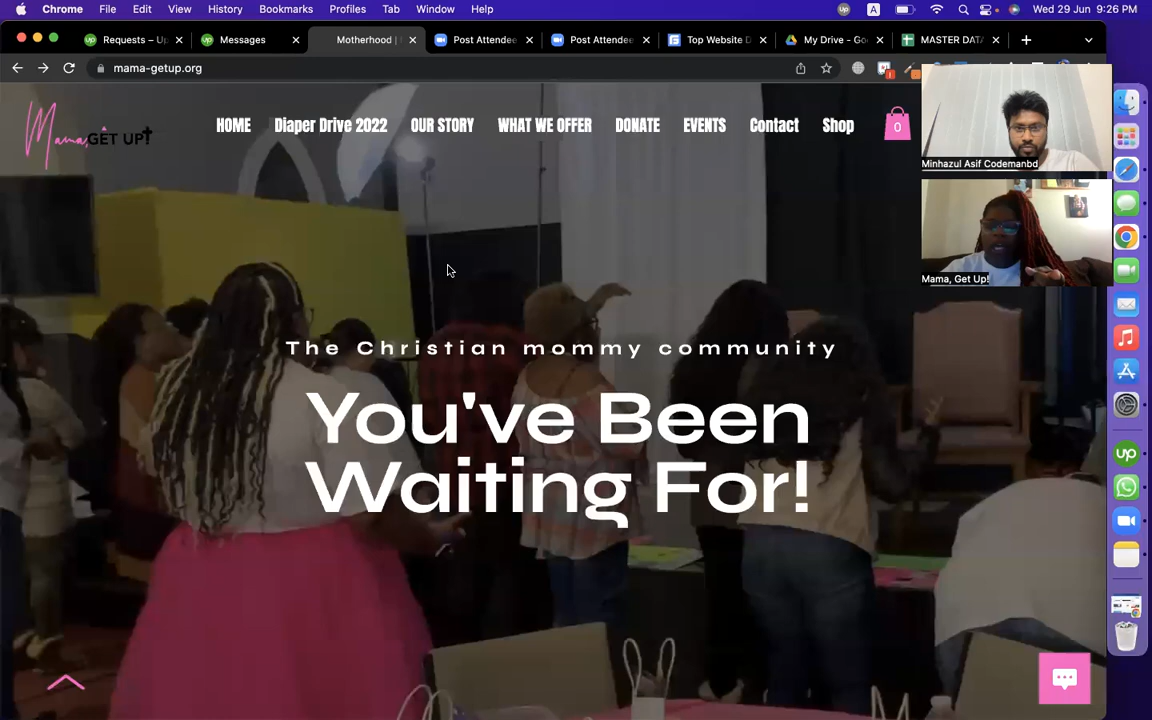 Chrome File Edit View History Bookmarks Profiles Tab Window Help
A Wed 29 Jun 9:26 PM
Requests – Up
Messages
Motherhood |
Post Attendee
Post Attendee
Top Website D
My Drive - Go
MASTER DATA
mama-getup.org
Mama, GET UP!
HOME Diaper Drive 2022 OUR STORY WHAT WE OFFER DONATE EVENTS Contact Shop
0
Minhazul Asif Codemanbd
Mama, Get Up!
The Christian mommy community
You've Been
Waiting For!
up